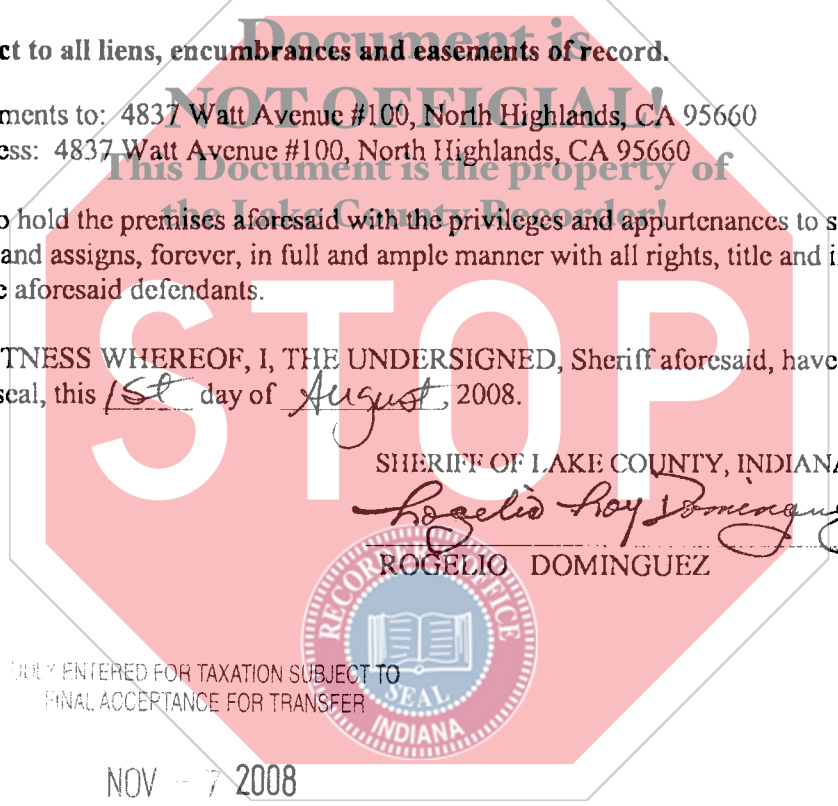 Document is
ct to all liens, encumbrances and easements of record.
NOT OFFICIAL!
ments to: 4837 Watt Avenue #100, North Highlands, CA 95660
ess: 4837 Watt Avenue #100, North Highlands, CA 95660
This Document is the property of
the Lake County Recorder!
o hold the premises aforesaid with the privileges and appurtenances to s
and assigns, forever, in full and ample manner with all rights, title and i
e aforesaid defendants.
STOP
TNESS WHEREOF, I, THE UNDERSIGNED, Sheriff aforesaid, have
seal, this 1st day of August, 2008.
SHERIFF OF LAKE COUNTY, INDIANA
Rogelio Roy Domingu
ROGELIO DOMINGUEZ
RECORDER'S OFFICE
SEAL
INDIANA
DULY ENTERED FOR TAXATION SUBJECT TO
FINAL ACCEPTANCE FOR TRANSFER
NOV - 7 2008